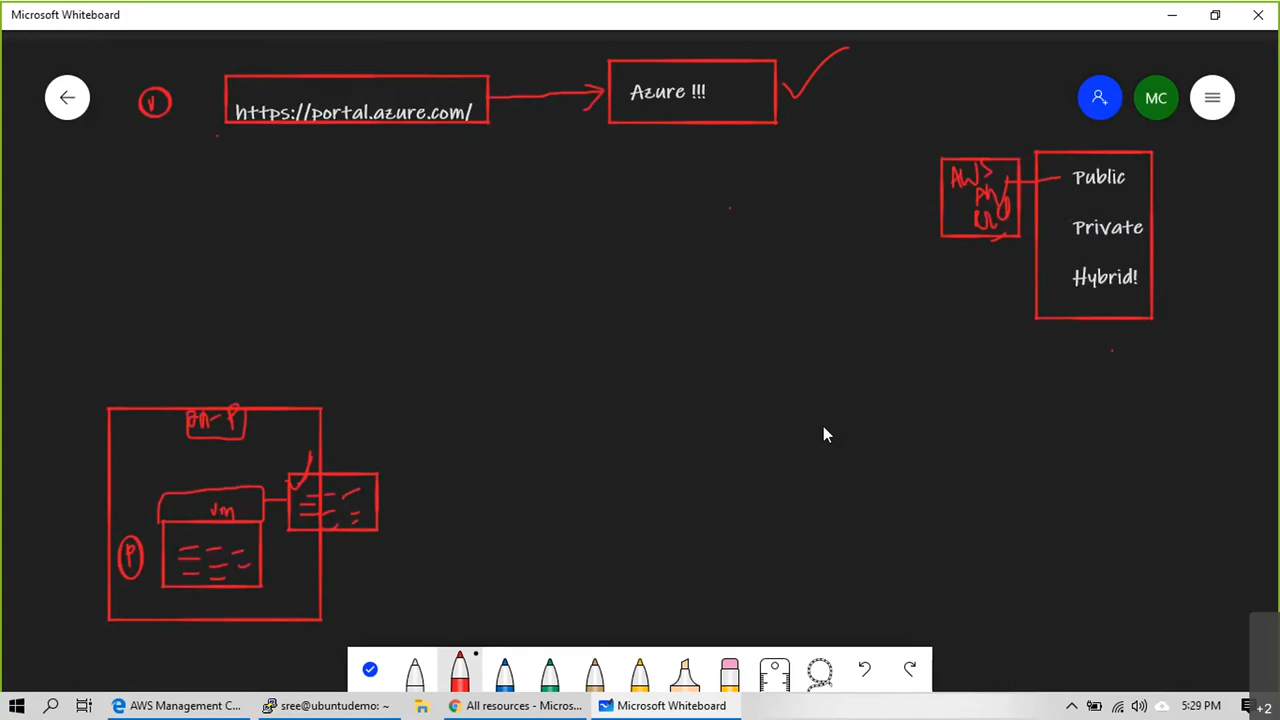 Microsoft Whiteboard
https://portal.azure.com/
Azure !!!
MC
AWS
Public
Private
Hybrid!
on-P
vm
P
AWS Management C...
sree@ubuntudemo: ~
All resources - Micros...
Microsoft Whiteboard
5:29 PM
+2